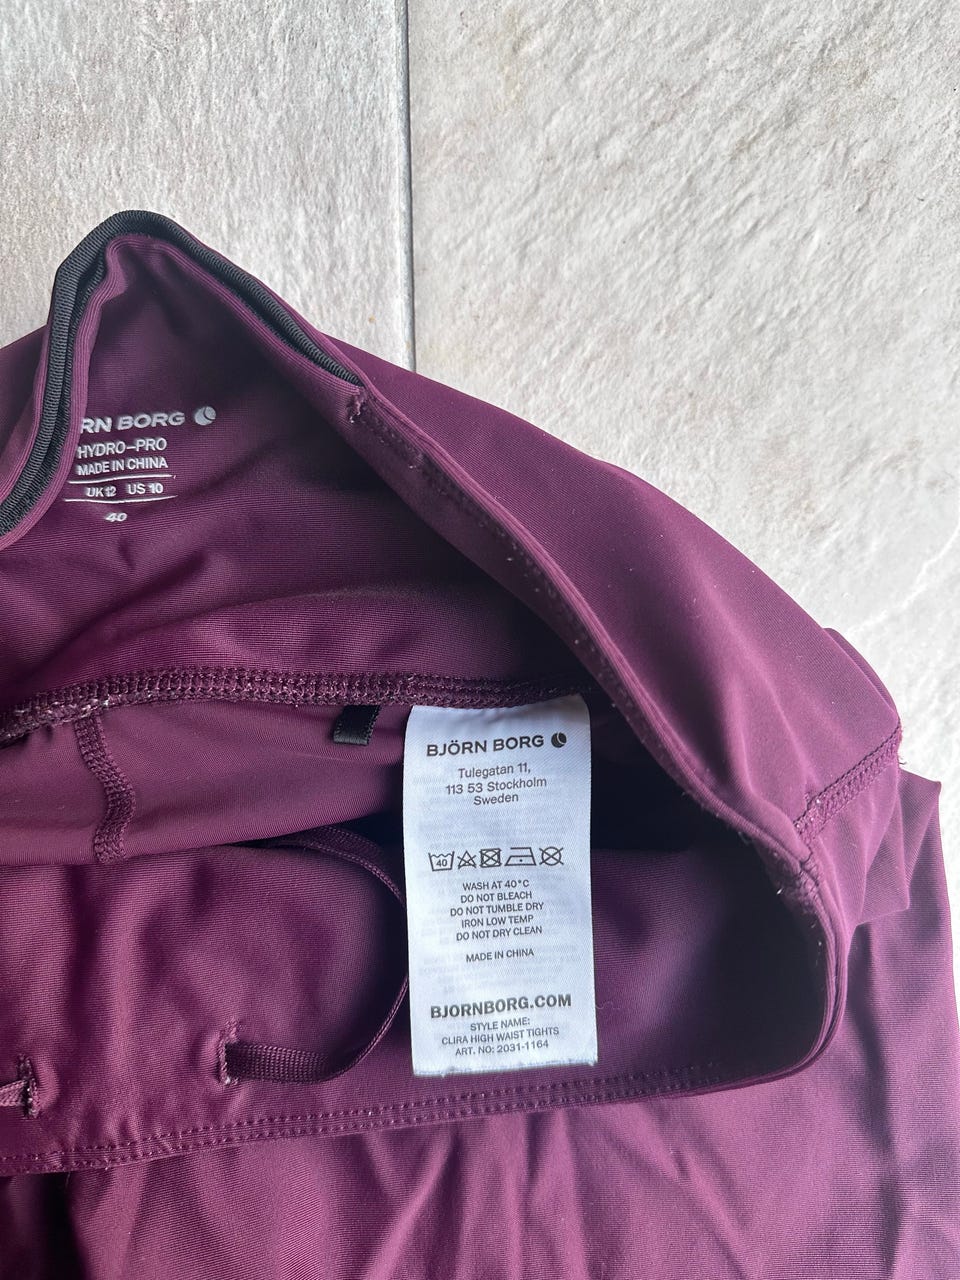 RN BORG
HYDRO-PRO
MADE IN CHINA
UK 12 US 10
40
BJÖRN BORG
Tulegatan 11,
113 53 Stockholm
Sweden
40
WASH AT 40°C
DO NOT BLEACH
DO NOT TUMBLE DRY
IRON LOW TEMP
DO NOT DRY CLEAN
MADE IN CHINA
BJORNBORG.COM
STYLE NAME:
CLIRA HIGH WAIST TIGHTS
ART. NO: 2031-1164